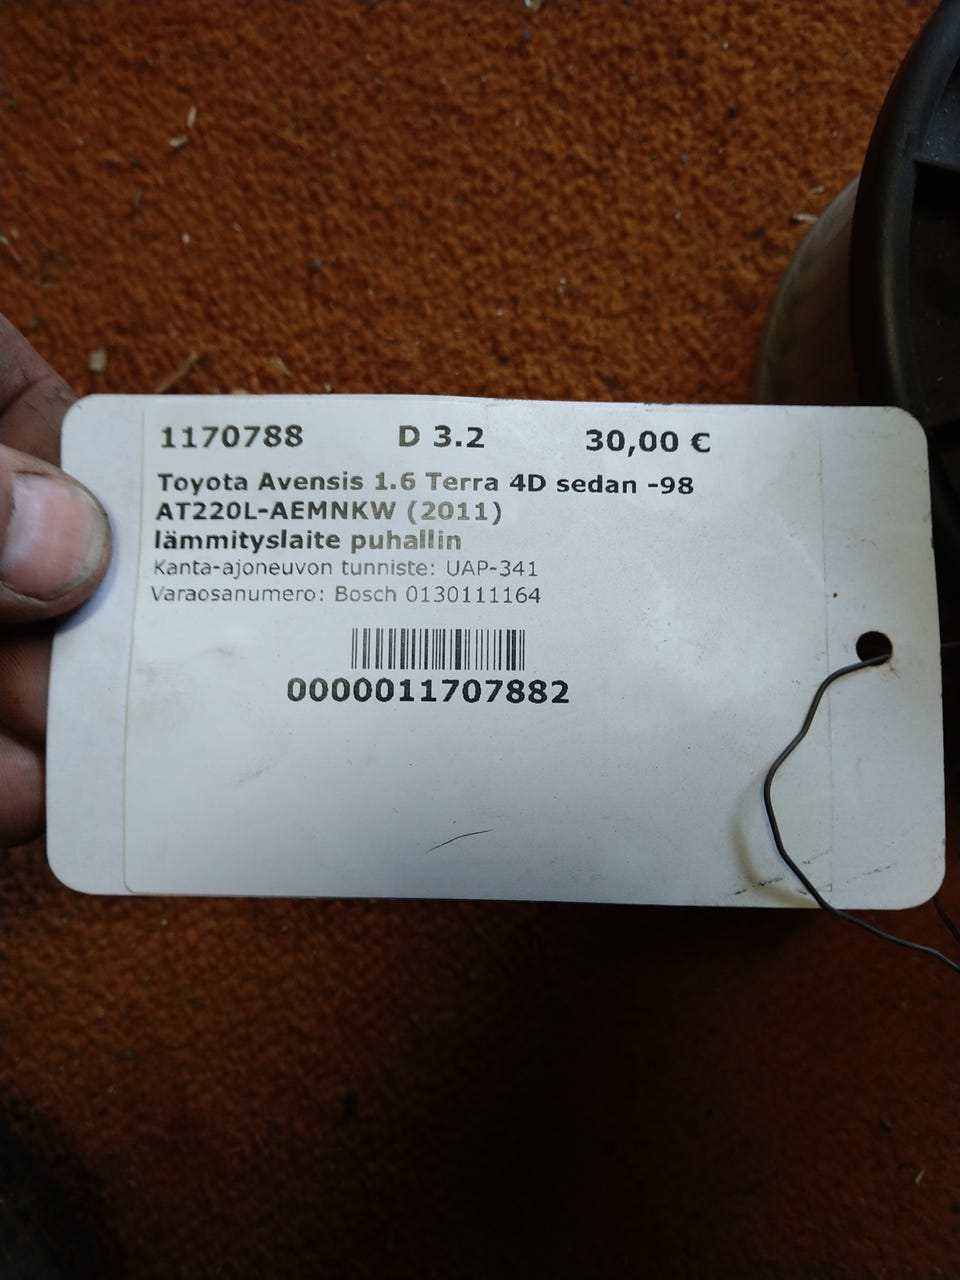 1170788 D 3.2 30,00 €
Toyota Avensis 1.6 Terra 4D sedan -98
AT220L-AEMNKW (2011)
lämmityslaite puhallin
Kanta-ajoneuvon tunniste: UAP-341
Varaosanumero: Bosch 0130111164
0000011707882